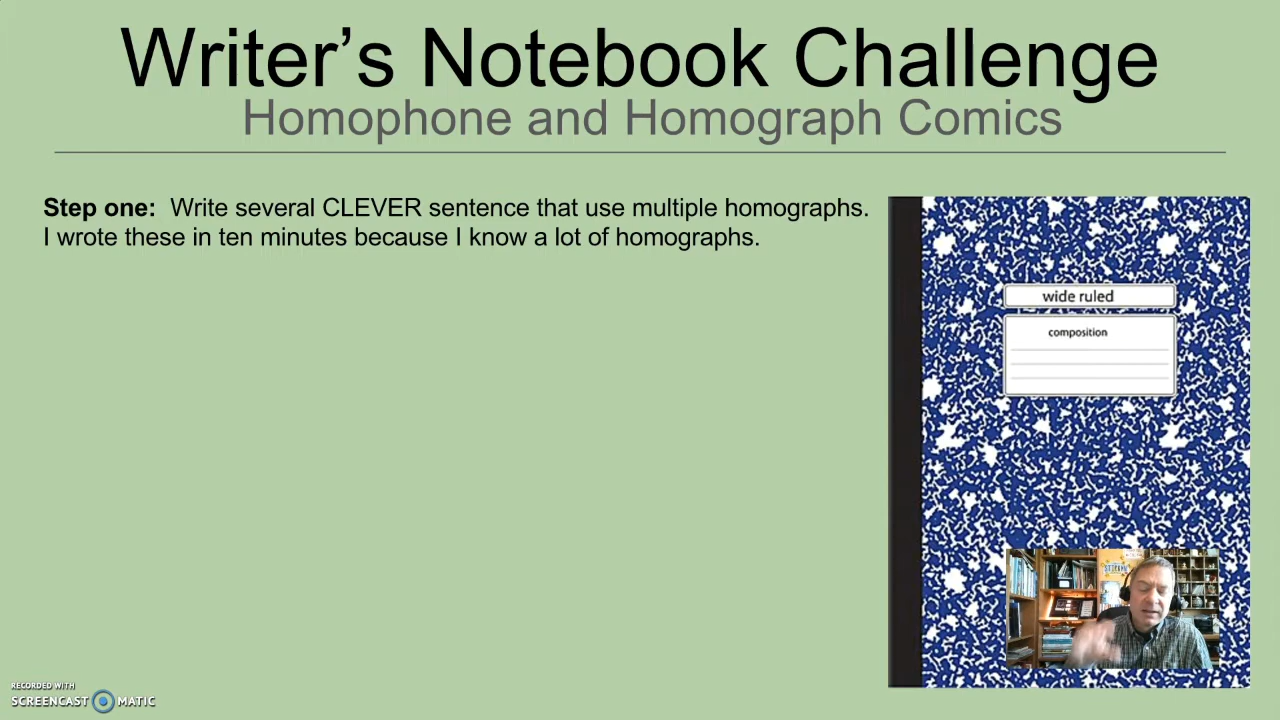 Writer’s Notebook Challenge
Homophone and Homograph Comics
Step one:  Write several CLEVER sentence that use multiple homographs.
I wrote these in ten minutes because I know a lot of homographs.
wide ruled
composition
RECORDED WITH
SCREENCAST MATIC